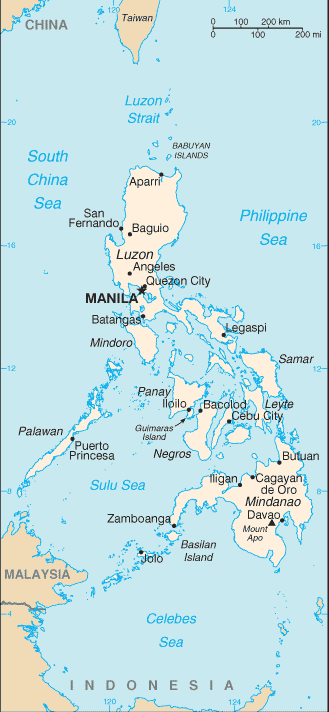 120
124
Taiwan
CHINA
0 100 200 km
0 100 200 mi
Luzon
Strait
20
BABUYAN
ISLANDS
South
China
Sea
Aparri
San
Fernando
Baguio
Philippine
Sea
16
Luzon
Angeles
Quezon City
MANILA
Batangas
Legaspi
Mindoro
Samar
12
Panay
Iloilo
Bacolod
Leyte
Cebu City
Guimaras
Island
Palawan
Puerto
Princesa
Negros
Butuan
Sulu Sea
Iligan
Cagayan
de Oro
8
Mindanao
Zamboanga
Davao
Mount
Apo
Basilan
Island
Jolo
MALAYSIA
4
Celebes
Sea
INDONESIA
120
124